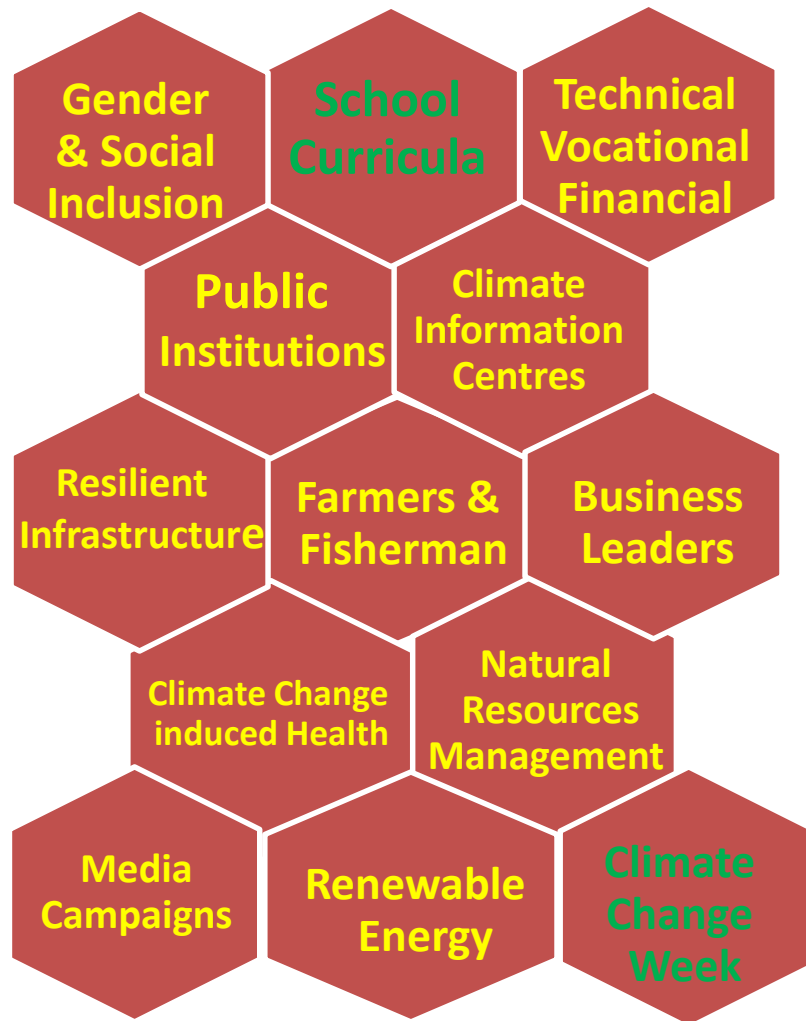 Gender
& Social
Inclusion
School
Curricula
Technical
Vocational
Financial
Public
Institutions
Climate
Information
Centres
Resilient
Infrastructure
Farmers &
Fisherman
Business
Leaders
Climate Change
induced Health
Natural
Resources
Management
Media
Campaigns
Renewable
Energy
Climate
Change
Week